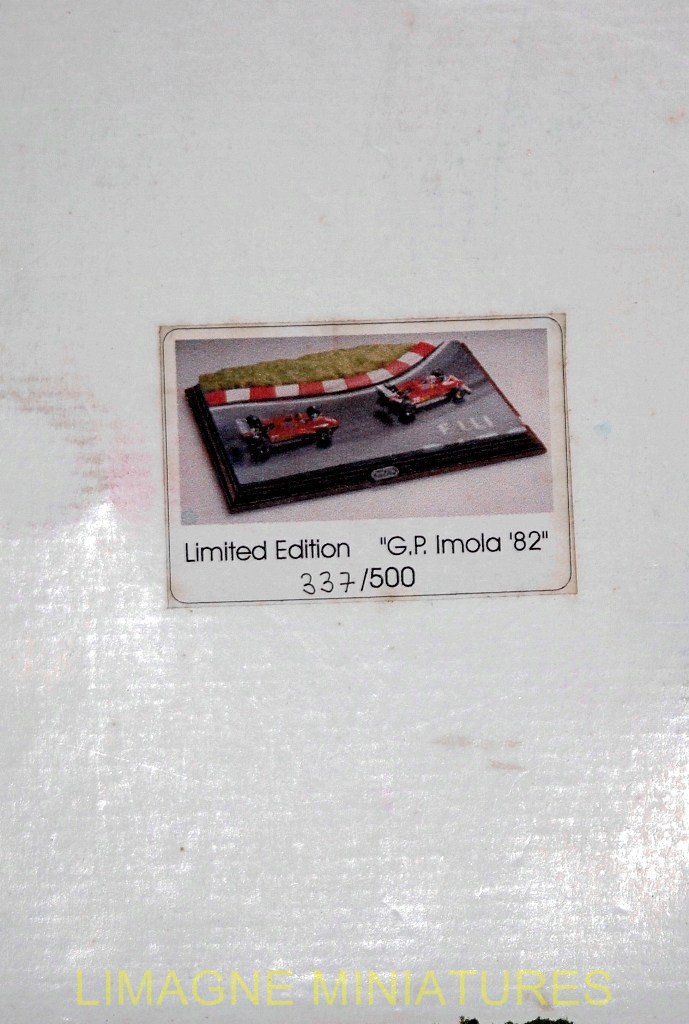 Limited Edition "G.P. Imola '82"
337/500
LIMAGNE MINIATURES